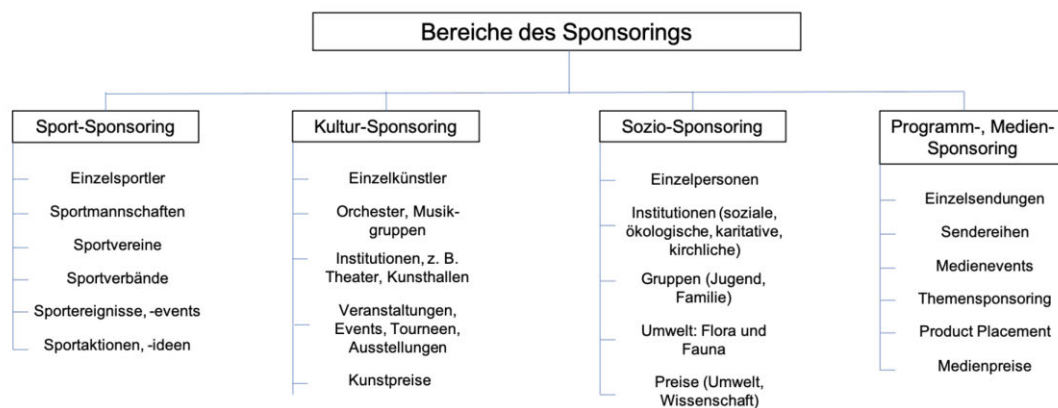 Bereiche des Sponsorings
Sport-Sponsoring
Einzelsportler
Sportmannschaften
Sportvereine
Sportverbände
Sportereignisse, -events
Sportaktionen, -ideen
Kultur-Sponsoring
Einzelkünstler
Orchester, Musik-
gruppen
Institutionen, z. B.
Theater, Kunsthallen
Veranstaltungen,
Events, Tourneen,
Ausstellungen
Kunstpreise
Sozio-Sponsoring
Einzelpersonen
Institutionen (soziale,
ökologische, karitative,
kirchliche)
Gruppen (Jugend,
Familie)
Umwelt: Flora und
Fauna
Preise (Umwelt,
Wissenschaft)
Programm-, Medien-
Sponsoring
Einzelsendungen
Sendereihen
Medienevents
Themensponsoring
Product Placement
Medienpreise